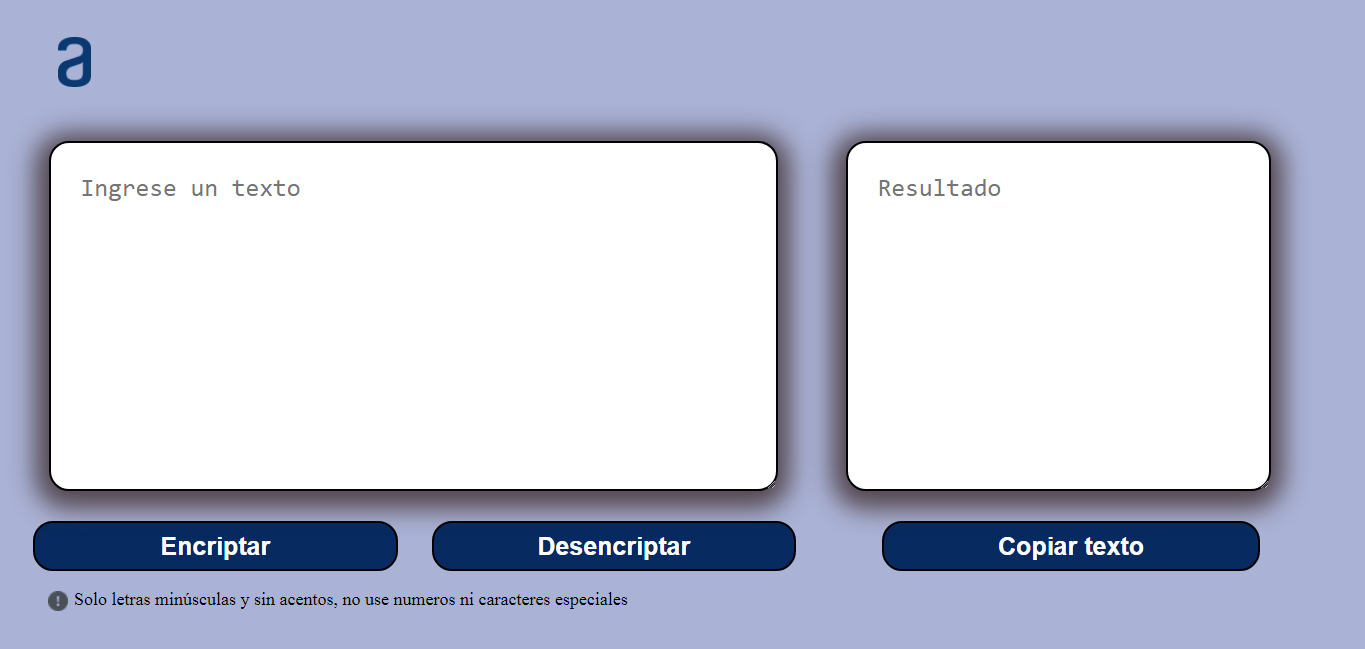 a
Ingrese un texto
Resultado
Encriptar
Desencriptar
Copiar texto
! Solo letras minúsculas y sin acentos, no use numeros ni caracteres especiales